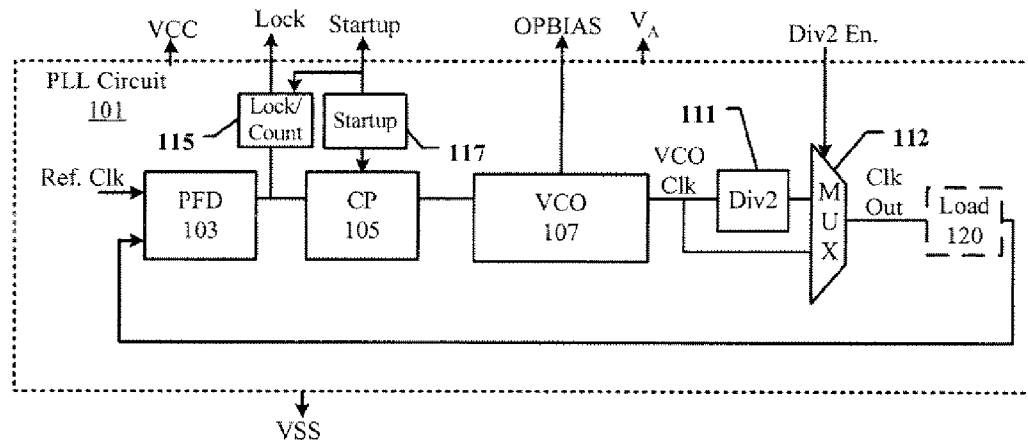 VCC
Lock
Startup
OPBIAS
VA
Div2 En.
PLL Circuit
101
Lock/
Count
115
Startup
117
111
112
Ref. Clk
PFD
103
CP
105
VCO
107
VCO
Clk
Div2
M
U
X
Clk
Out
Load
120
VSS